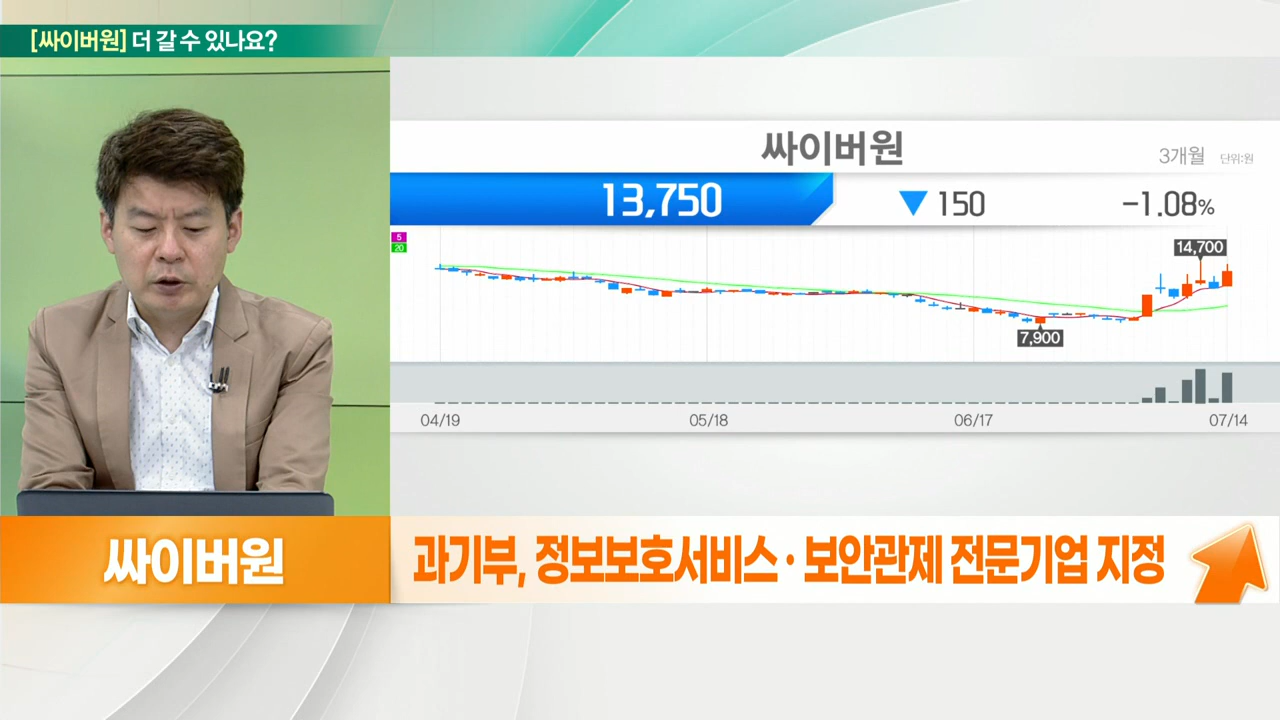 [싸이버원] 더 갈 수 있나요?
싸이버원
3개월 단위:원
13,750 ▼ 150 -1.08%
5
20
14,700
7,900
04/19 05/18 06/17 07/14
싸이버원
과기부, 정보보호서비스· 보안관제 전문기업 지정